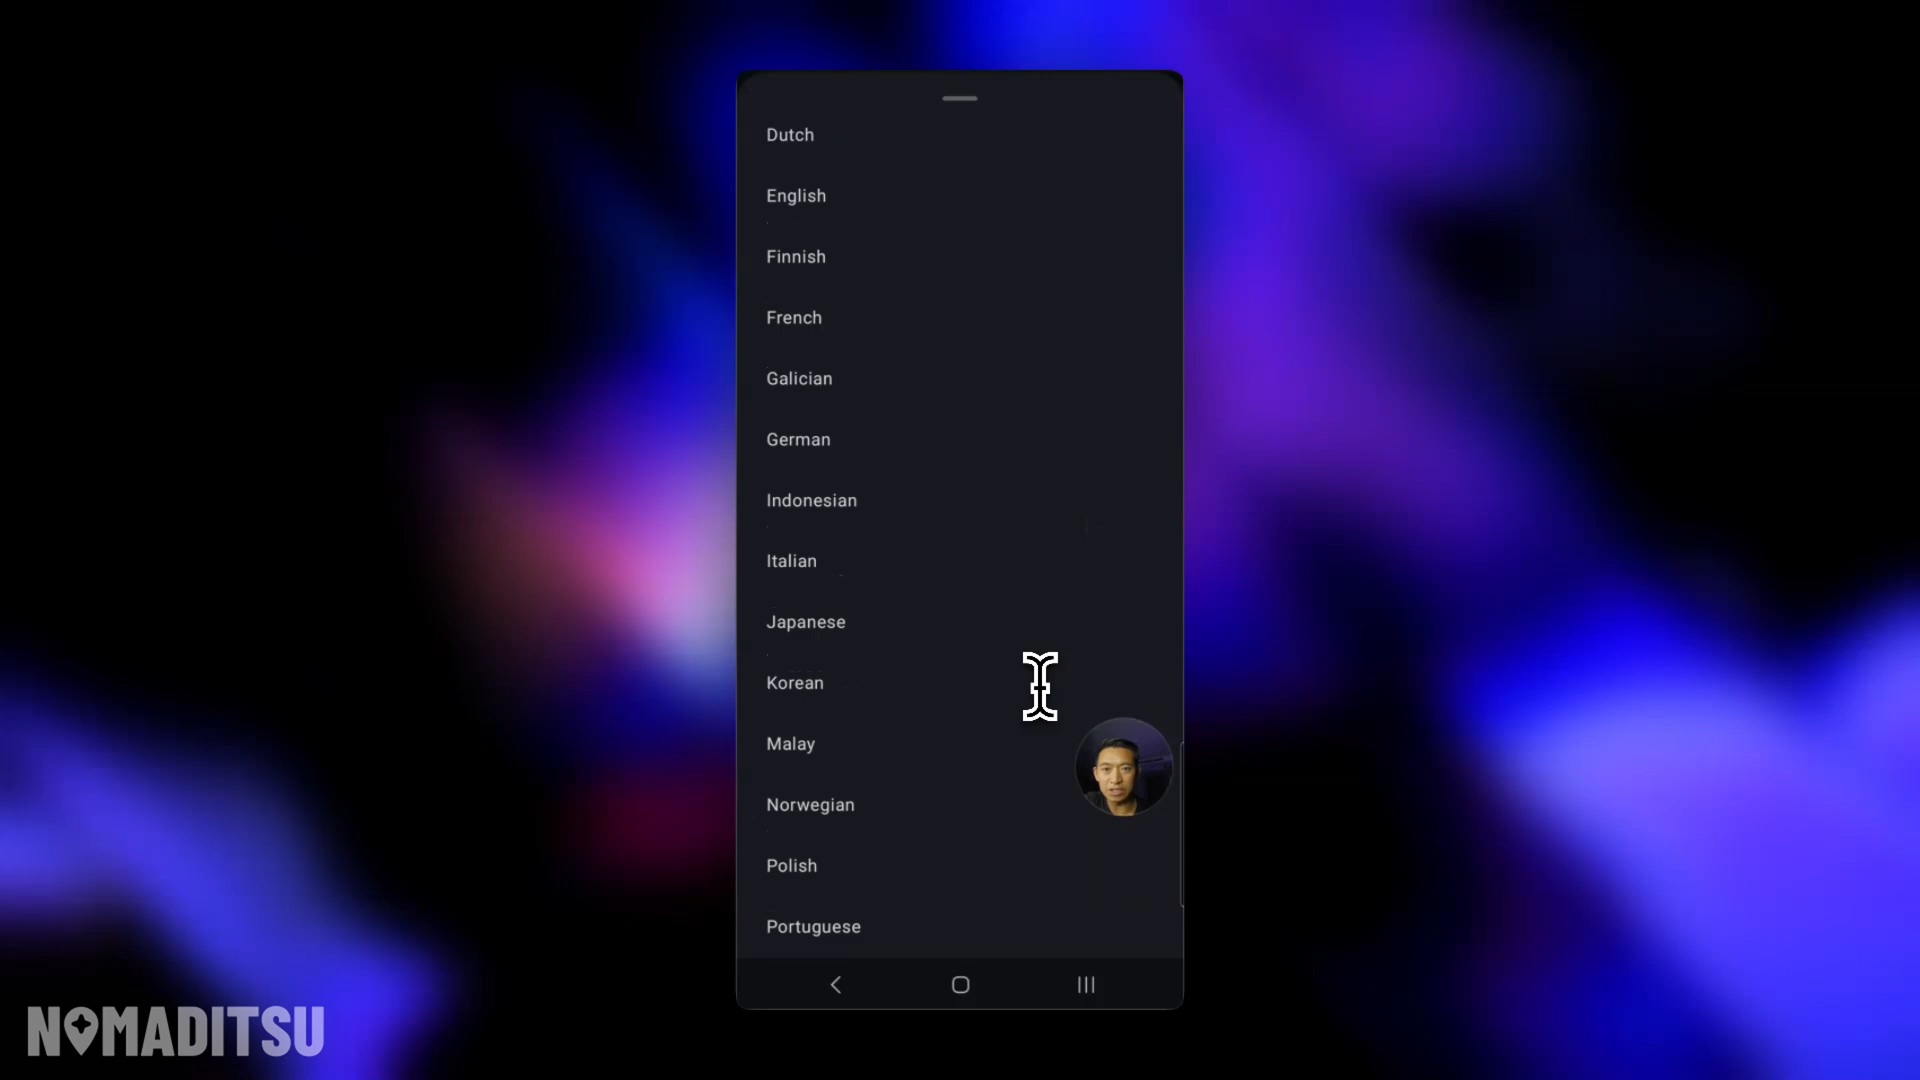 Dutch
English
Finnish
French
Galician
German
Indonesian
Italian
Japanese
Korean
Malay
Norwegian
Polish
Portuguese
NOMADITSU